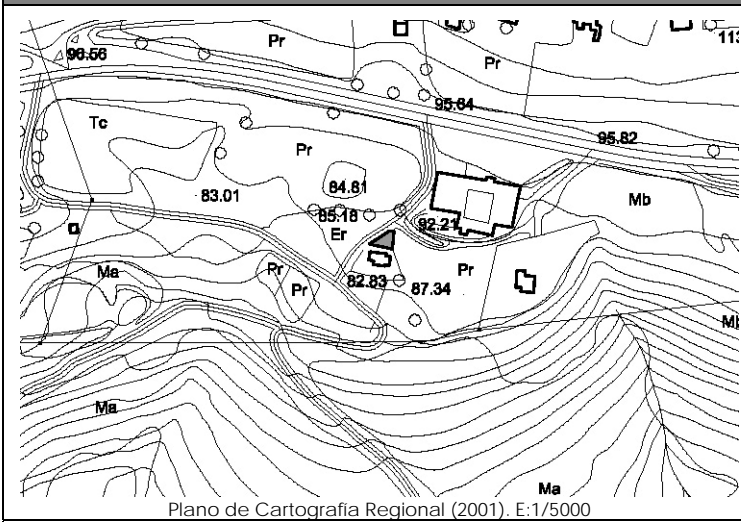 Pr
96.56
Pr
113
95.64
95.82
Tc
Pr
83.01
84.81
Mb
85.18
92.21
Er
Ma
Pr
Pr
82.83
87.34
Pr
Ma
Ma
Plano de Cartografía Regional (2001). E:1/5000